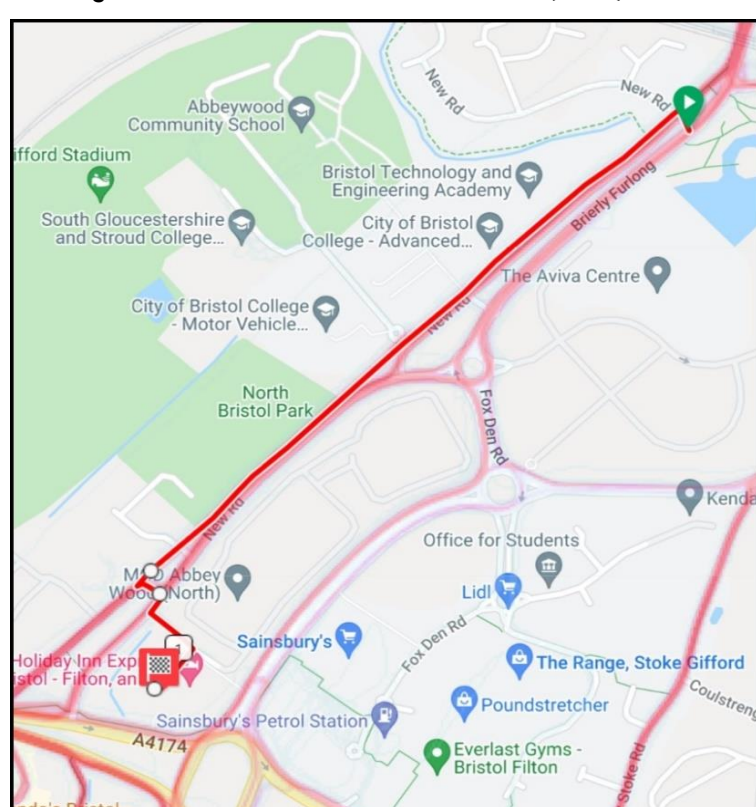 New Rd
New Rd
Abbeywood
Community School
ifford Stadium
Bristol Technology and
Engineering Academy
Brierly Furlong
South Gloucestershire
and Stroud College...
City of Bristol
College - Advanced...
The Aviva Centre
City of Bristol College
- Motor Vehicle...
New Rd
North
Bristol Park
Fox Den Rd
Kenda
New Rd
Office for Students
Abbey
Wood (North)
Lidl
1
Sainsbury's
Fox Den Rd
Holiday Inn Exp
istol - Filton, an
The Range, Stoke Gifford
Coulstreng
Poundstretcher
Sainsbury's Petrol Station
A4174
Everlast Gyms -
Bristol Filton
Stoke Rd